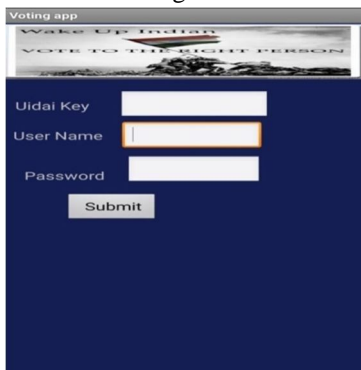 Voting app
Wake Up Indian
VOTE TO THE RIGHT PERSON
Uidai Key
User Name
Password
Submit